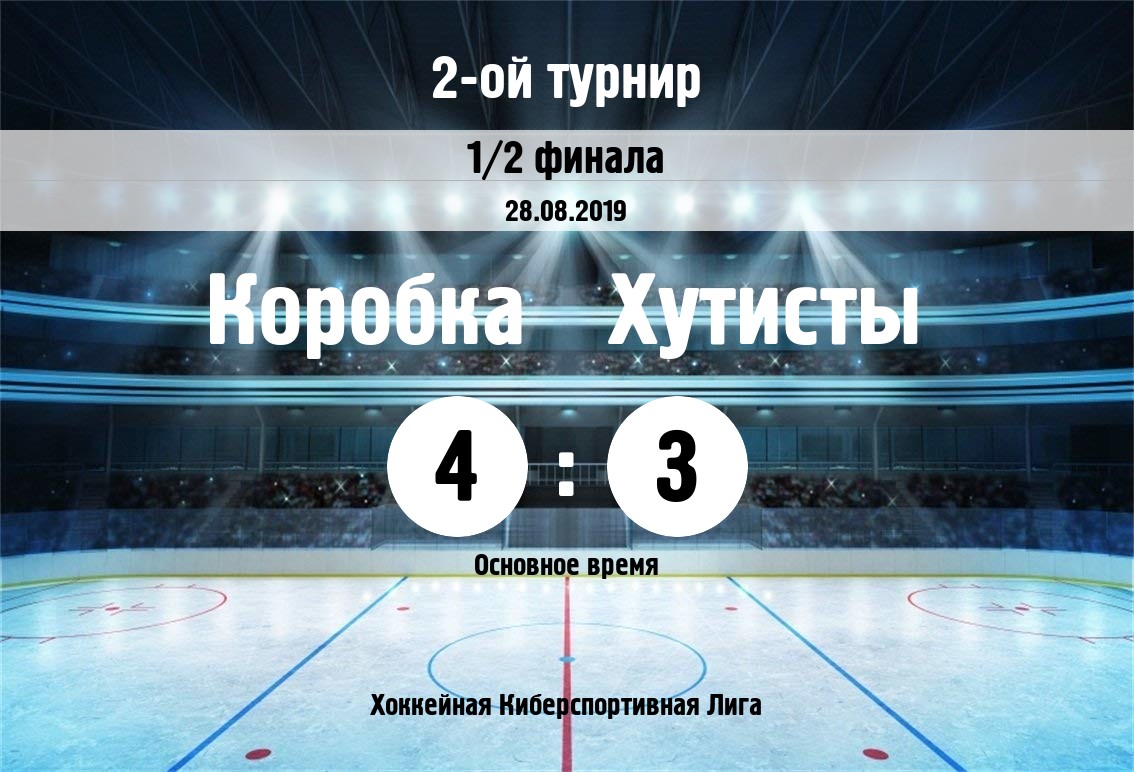 2-ой турнир
1/2 финала
28.08.2019
Коробка Хутисты
4 : 3
Основное время
Хоккейная Киберспортивная Лига